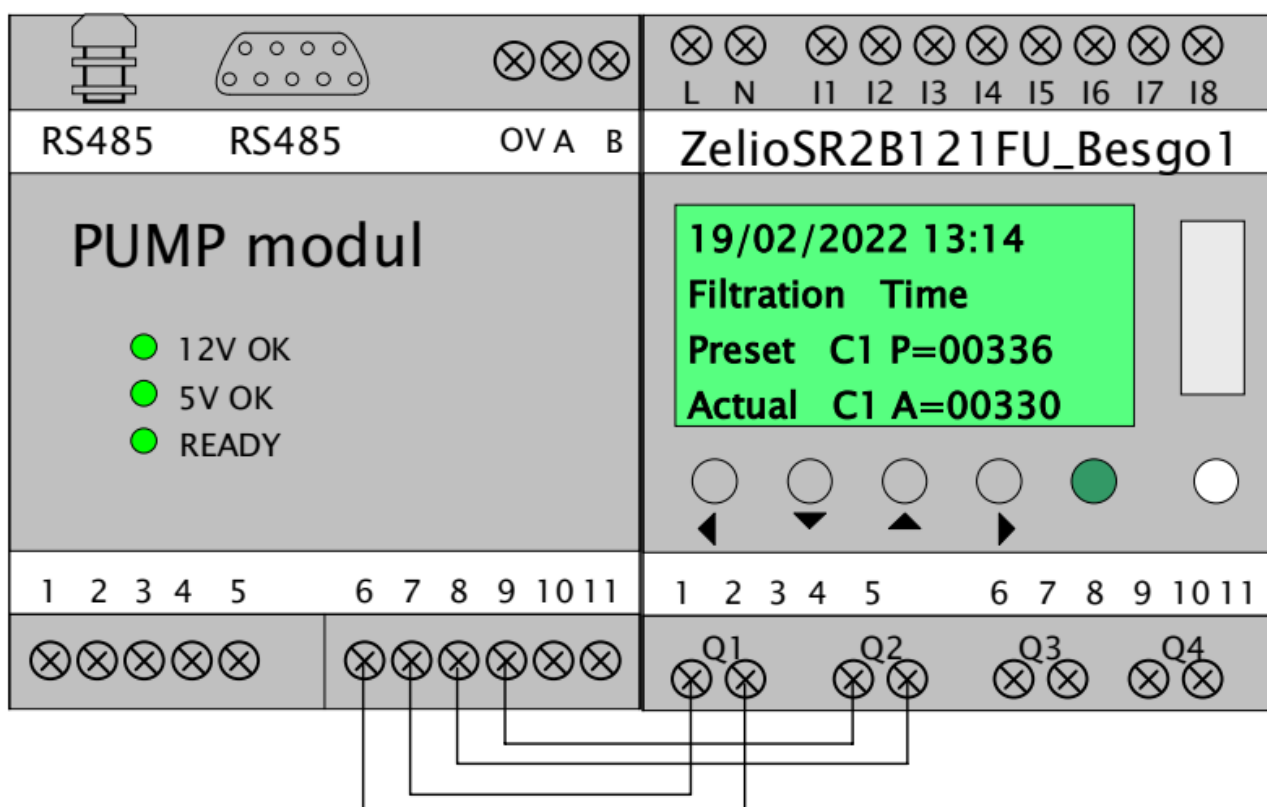 L N I1 I2 I3 I4 I5 I6 I7 I8
RS485 RS485 OV A B
ZelioSR2B121FU_Besgo1
PUMP modul
12V OK
5V OK
READY
19/02/2022 13:14
Filtration Time
Preset C1 P=00336
Actual C1 A=00330
1 2 3 4 5 6 7 8 9 10 11
1 2 3 4 5 6 7 8 9 10 11
Q1 Q2 Q3 Q4